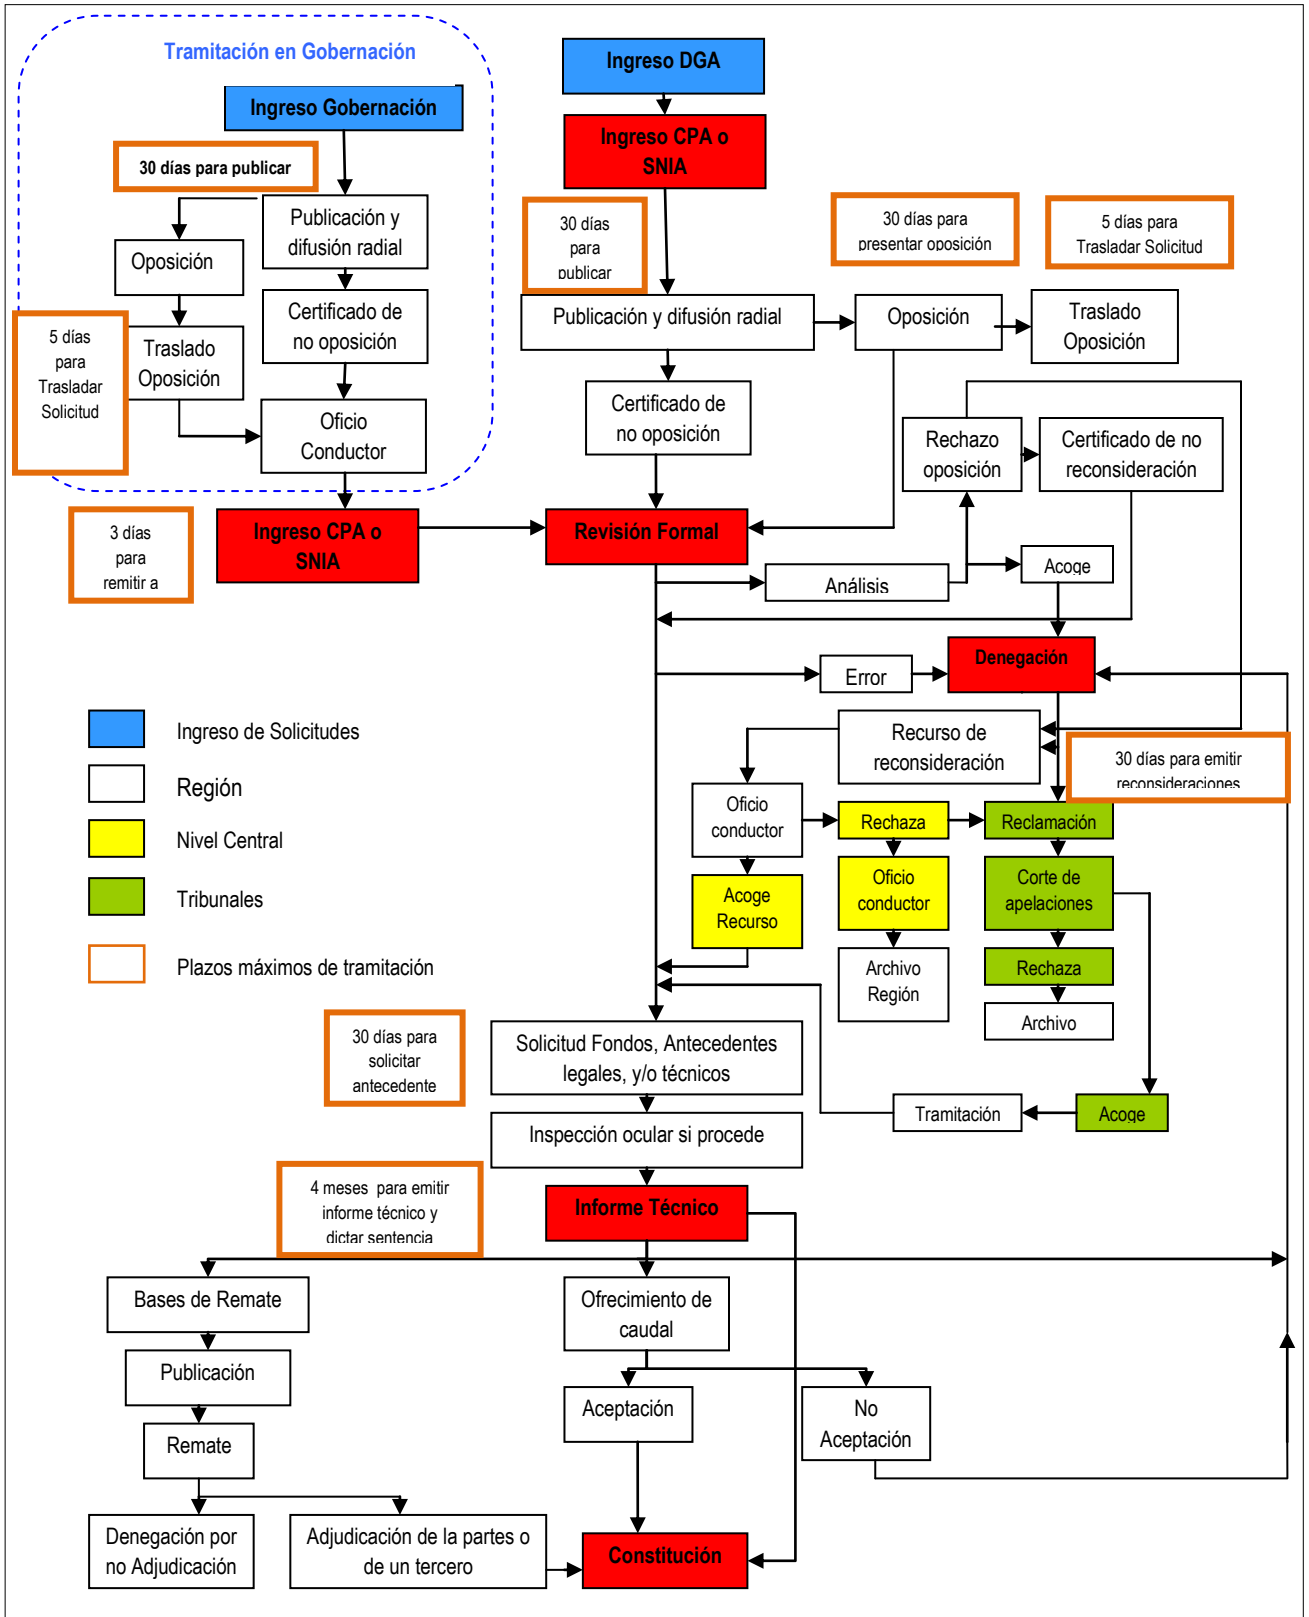 Tramitación en Gobernación
Ingreso Gobernación
30 días para publicar
Publicación y
difusión radial
Oposición
Certificado de
no oposición
5 días
para
Trasladar
Solicitud
Traslado
Oposición
Oficio
Conductor
3 días
para
remitir a
Ingreso CPA o
SNIA
Ingreso DGA
Ingreso CPA o
SNIA
30 días
para
publicar
30 días para
presentar oposición
5 días para
Trasladar Solicitud
Publicación y difusión radial
Oposición
Traslado
Oposición
Certificado de
no oposición
Rechazo
oposición
Certificado de no
reconsideración
Revisión Formal
Análisis
Acoge
Denegación
Error
Recurso de
reconsideración
30 días para emitir
reconsideraciones
Ingreso de Solicitudes
Región
Nivel Central
Tribunales
Plazos máximos de tramitación
Oficio
conductor
Rechaza
Reclamación
Acoge
Recurso
Oficio
conductor
Corte de
apelaciones
Archivo
Región
Rechaza
Archivo
30 días para
solicitar
antecedente
Solicitud Fondos, Antecedentes
legales, y/o técnicos
Tramitación
Acoge
Inspección ocular si procede
4 meses para emitir
informe técnico y
dictar sentencia
Informe Técnico
Bases de Remate
Ofrecimiento de
caudal
Publicación
Aceptación
No
Aceptación
Remate
Denegación por
no Adjudicación
Adjudicación de la partes o
de un tercero
Constitución